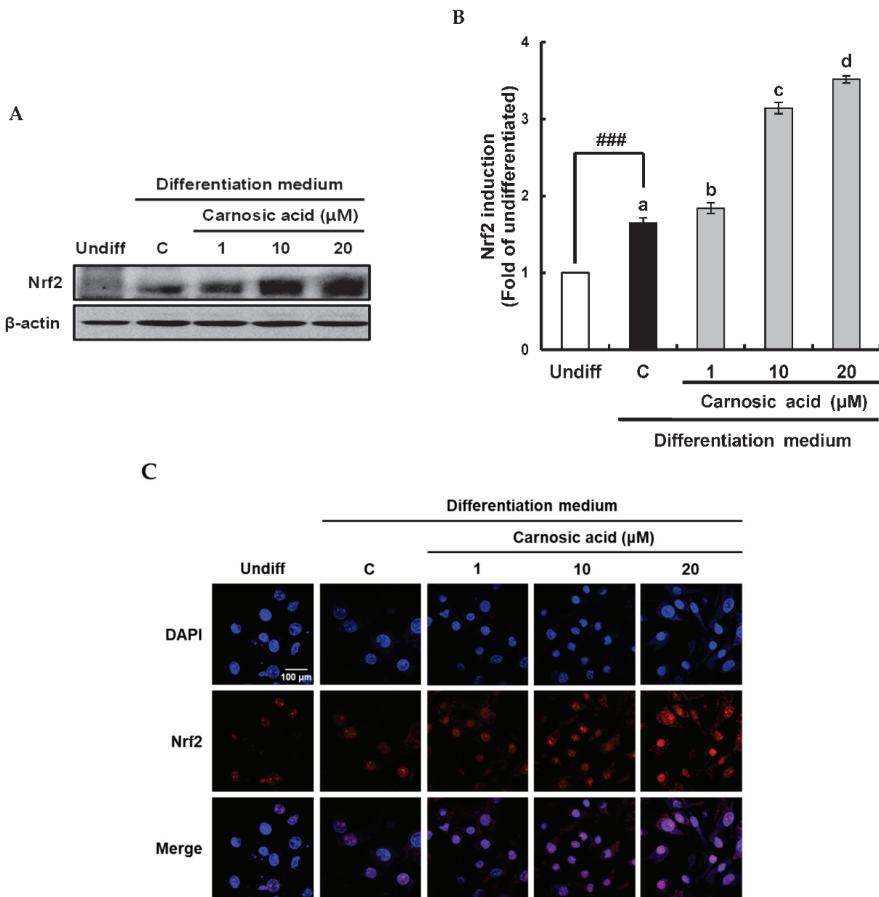 A
Differentiation medium
Carnosic acid (μM)
Undiff C 1 10 20
Nrf2
β-actin
B
Nrf2 induction
(Fold of undifferentiated)
4
3
2
1
0
###
a
b
c
d
Undiff C 1 10 20
Carnosic acid (μM)
Differentiation medium
C
Differentiation medium
Carnosic acid (μM)
Undiff C 1 10 20
DAPI
100 μm
Nrf2
Merge